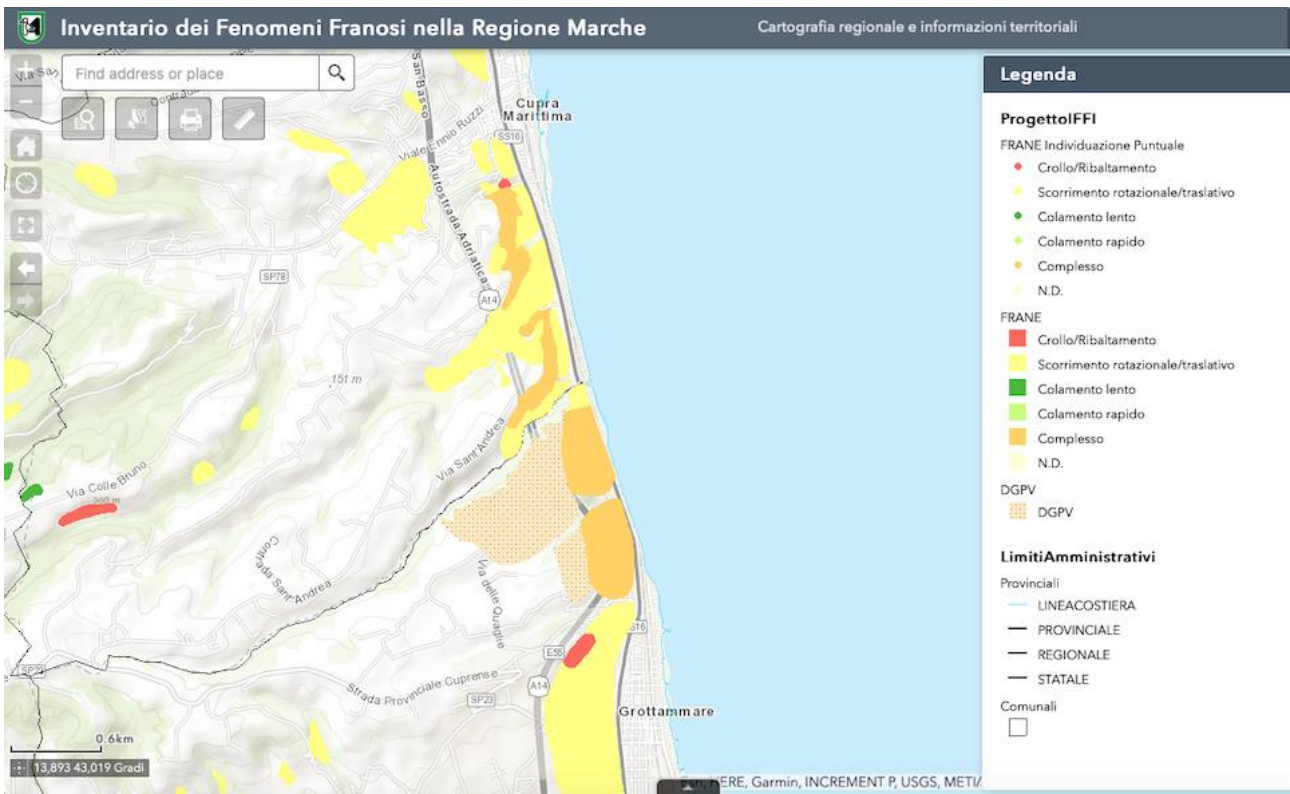 Inventario dei Fenomeni Franosi nella Regione Marche
Cartografia regionale e informazioni territoriali
Find address or place
Legenda
ProgettoIFFI
FRANE Individuazione Puntuale
Crollo/Ribaltamento
Scorrimento rotazionale/traslativo
Colamento lento
Colamento rapido
Complesso
N.D.
FRANE
Crollo/Ribaltamento
Scorrimento rotazionale/traslativo
Colamento lento
Colamento rapido
Complesso
N.D.
DGPV
DGPV
LimitiAmministrativi
Provinciali
LINEACOSTIERA
PROVINCIALE
REGIONALE
STATALE
Comunali
San Basso
Cupra
Marittima
Viale Ennio Ruzzi
SS16
Autostrada Adriatica
SP78
A14
151 m
Via Sant'Andrea
Via Colle Bruno
200 m
Contrada Sant'Andrea
Via delle Quaglie
S16
E55
A14
Strada Provinciale Cuprense
SP23
Grottammare
0.6km
13,893 43,019 Gradi
HERE, Garmin, INCREMENT P, USGS, METI/